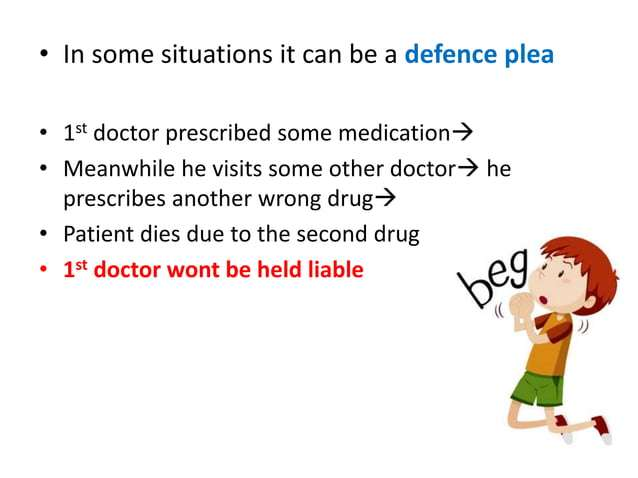 • In some situations it can be a defence plea
• 1st doctor prescribed some medication→
• Meanwhile he visits some other doctor→ he
prescribes another wrong drug→
• Patient dies due to the second drug
• 1st doctor wont be held liable
beg